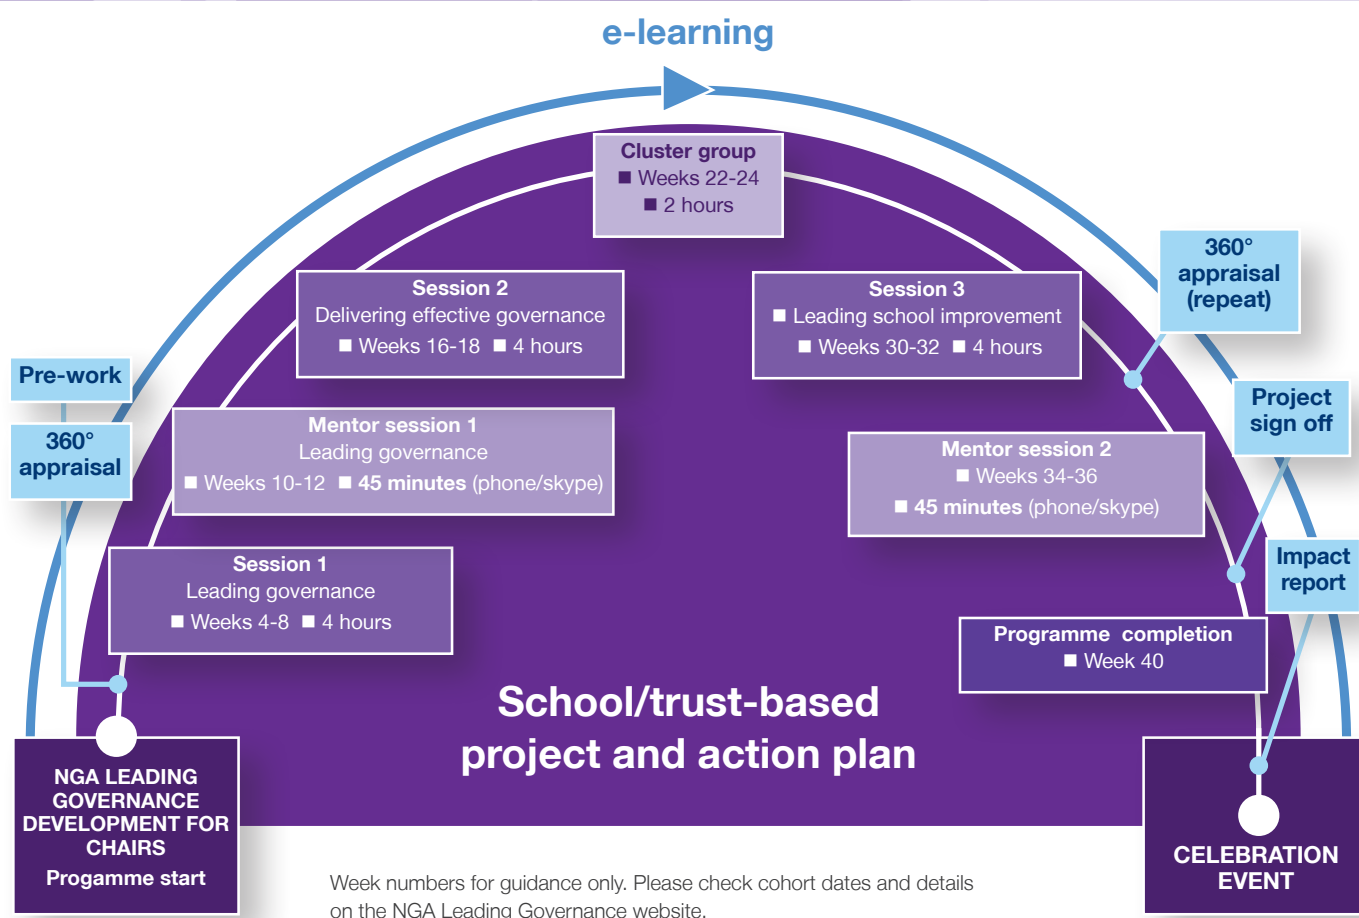 e-learning
Cluster group
■ Weeks 22-24
■ 2 hours
360°
appraisal
(repeat)
Session 2
Delivering effective governance
■ Weeks 16-18 ■ 4 hours
Session 3
■ Leading school improvement
■ Weeks 30-32 ■ 4 hours
Pre-work
360°
appraisal
Project
sign off
Mentor session 1
Leading governance
■ Weeks 10-12 ■ 45 minutes (phone/skype)
Mentor session 2
■ Weeks 34-36
■ 45 minutes (phone/skype)
Session 1
Leading governance
■ Weeks 4-8 ■ 4 hours
Impact
report
Programme completion
■ Week 40
School/trust-based
project and action plan
NGA LEADING
GOVERNANCE
DEVELOPMENT FOR
CHAIRS
Progamme start
CELEBRATION
EVENT
Week numbers for guidance only. Please check cohort dates and details
on the NGA Leading Governance website.